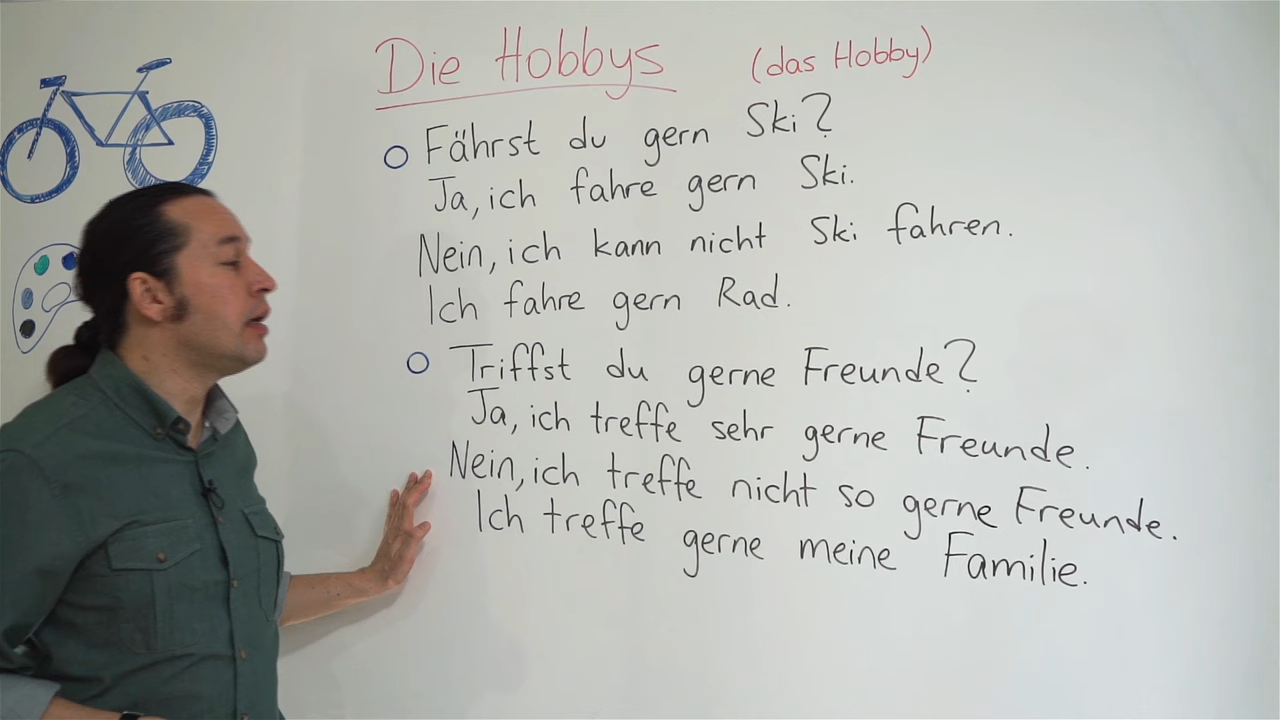 Die Hobbys (das Hobby)
Fährst du gern Ski?
Ja, ich fahre gern Ski.
Nein, ich kann nicht Ski fahren.
Ich fahre gern Rad.
Triffst du gerne Freunde?
Ja, ich treffe sehr gerne Freunde.
Nein, ich treffe nicht so gerne Freunde.
Ich treffe gerne meine Familie.